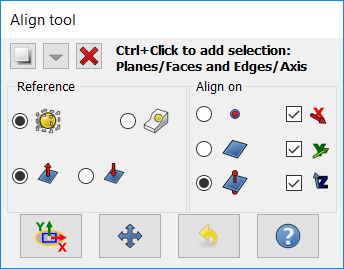 Align tool
Ctrl+Click to add selection:
Planes/Faces and Edges/Axis
Reference
Align on
X
Y
Z
Y
X
?